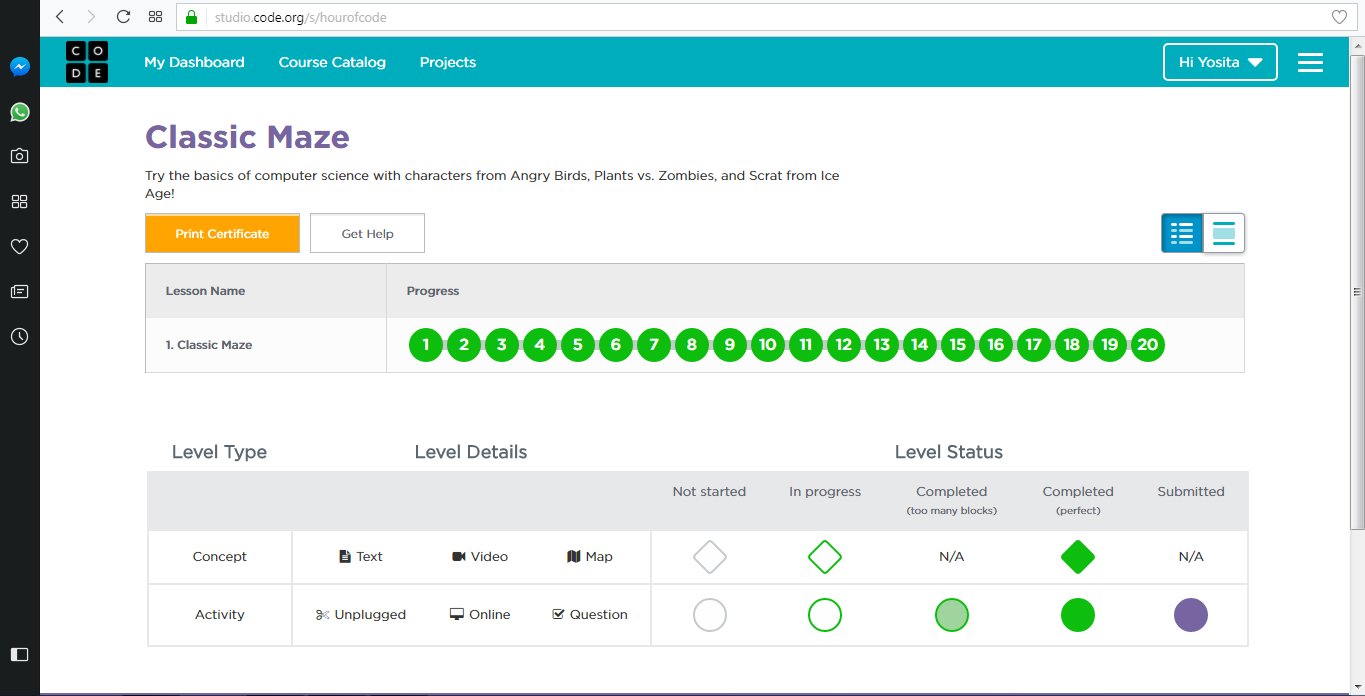 studio.code.org/s/hourofcode
C O
D E
My Dashboard Course Catalog Projects Hi Yosita
Classic Maze
Try the basics of computer science with characters from Angry Birds, Plants vs. Zombies, and Scrat from Ice
Age!
Print Certificate Get Help
Lesson Name Progress
1. Classic Maze 1 2 3 4 5 6 7 8 9 10 11 12 13 14 15 16 17 18 19 20
Level Type Level Details Level Status
Not started In progress Completed Completed Submitted
(too many blocks) (perfect)
Concept Text Video Map N/A N/A
Activity Unplugged Online Question